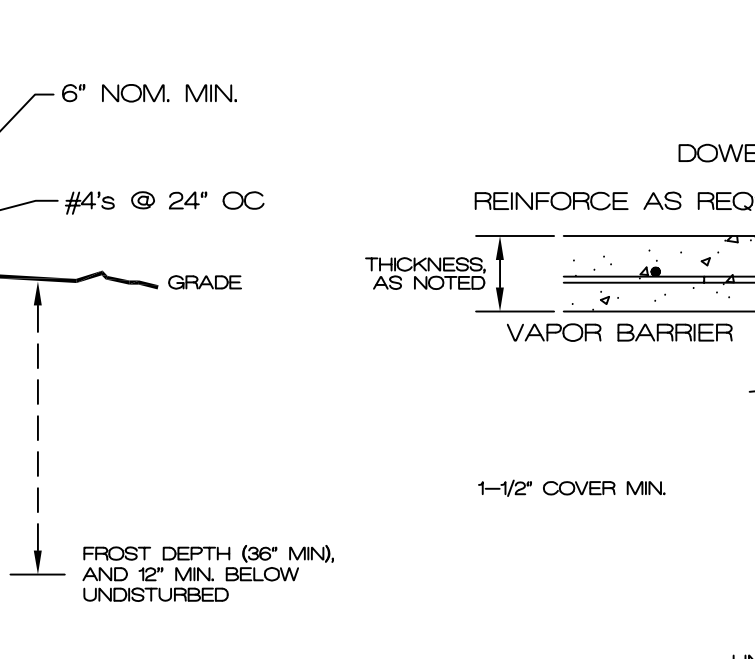 6" NOM. MIN.
#4's @ 24" OC
GRADE
FROST DEPTH (36" MIN),
AND 12" MIN. BELOW
UNDISTURBED
REINFORCE AS
THICKNESS,
AS NOTED
VAPOR BARRIER
1-1/2" COVER MIN.